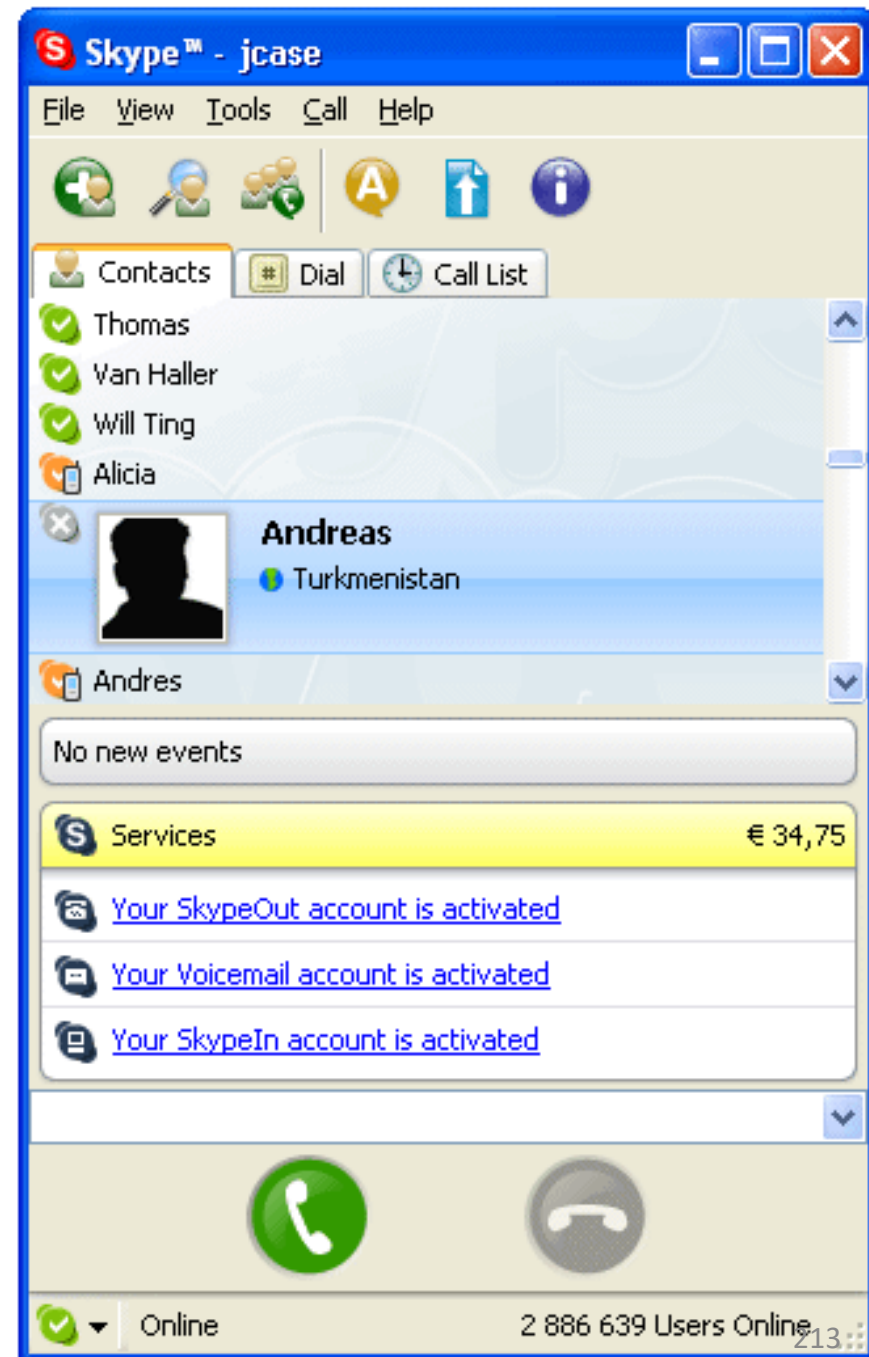 Skype™ - jcase
File View Tools Call Help
A i
Contacts # Dial Call List
Thomas
Van Haller
Will Ting
Alicia
Andreas
Turkmenistan
Andres
No new events
S Services € 34,75
Your SkypeOut account is activated
Your Voicemail account is activated
Your SkypeIn account is activated
Online 2 886 639 Users Online
213